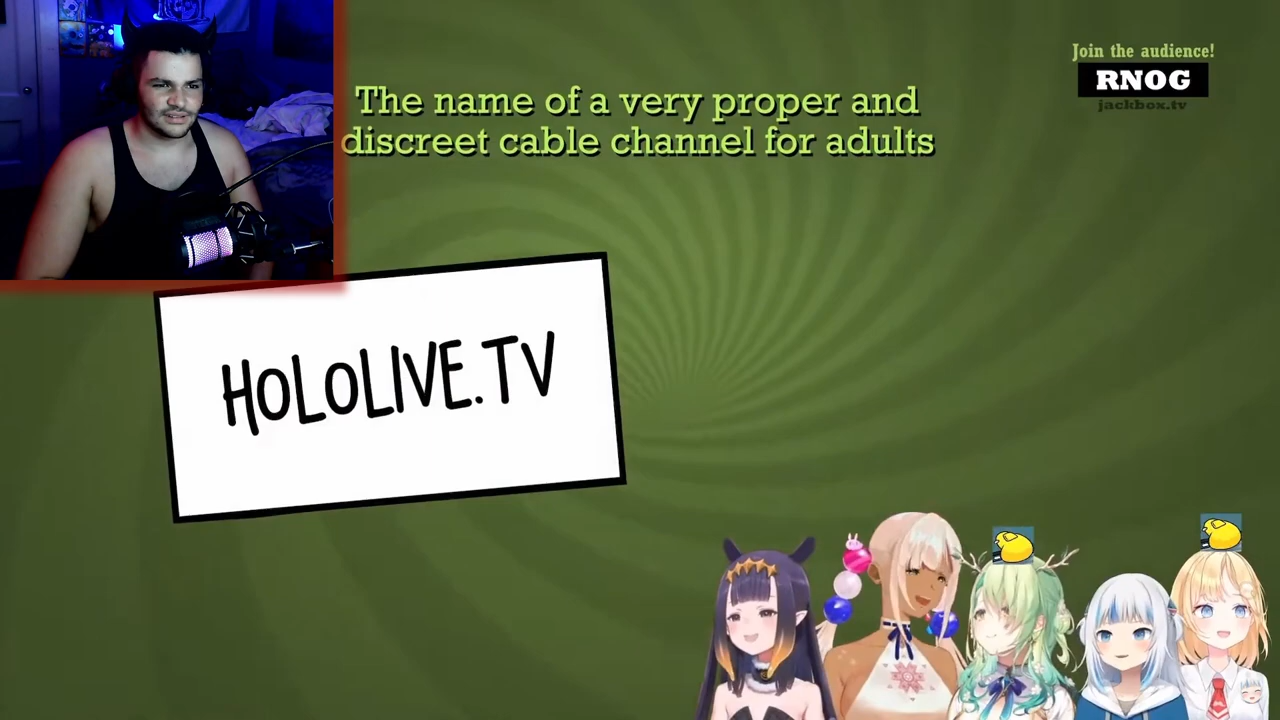 Join the audience!
RNOG
jackbox.tv
The name of a very proper and
discreet cable channel for adults
HOLOLIVE.TV